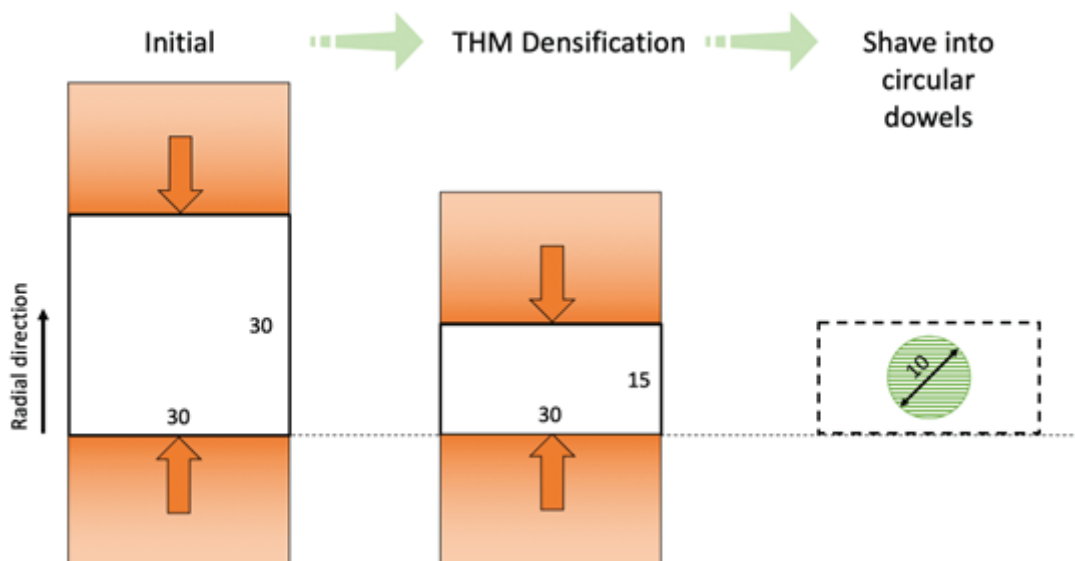 Initial
THM Densification
Shave into
circular
dowels
Radial direction
30
30
15
30
10